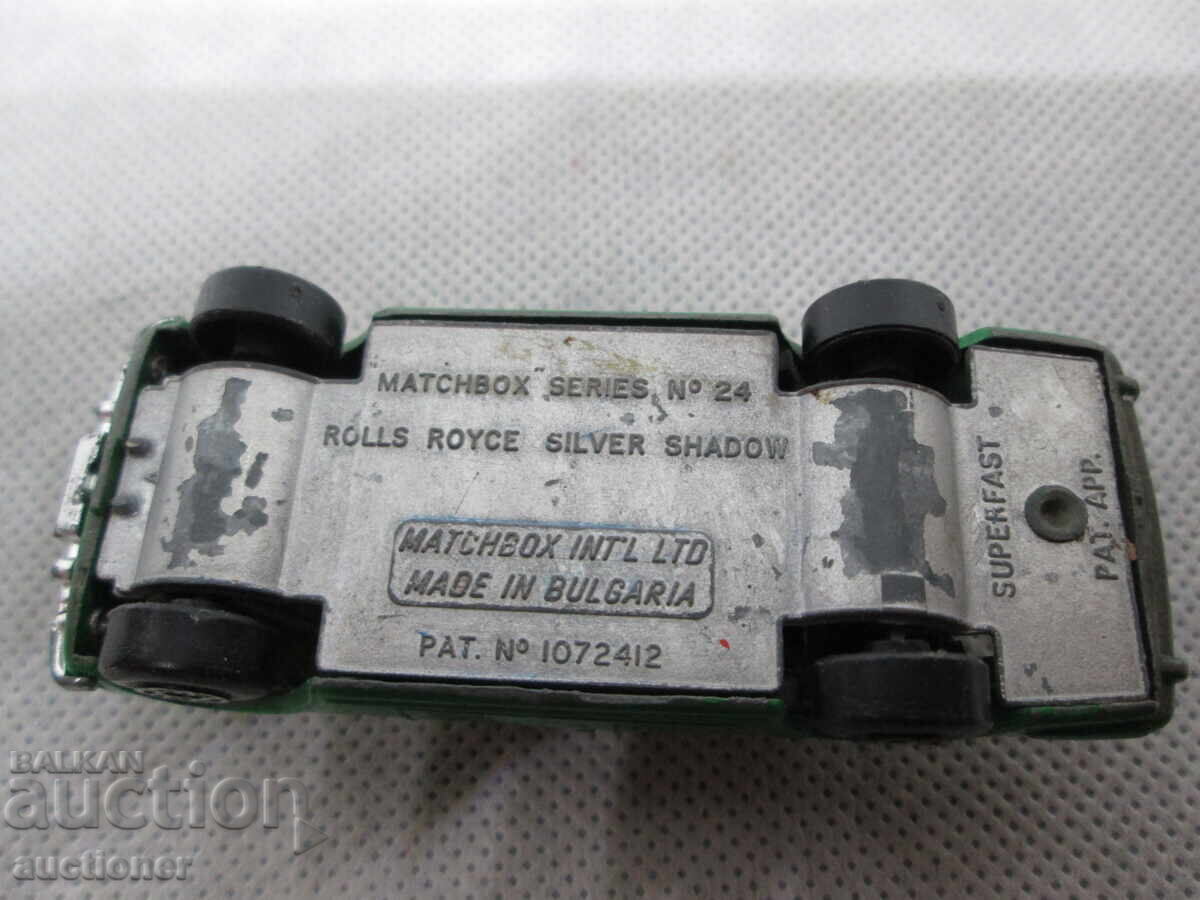 MATCHBOX SERIES Nº 24
ROLLS ROYCE SILVER SHADOW
MATCHBOX INT'L LTD
MADE IN BULGARIA
PAT. Nº 1072412
SUPERFAST
PAT. APP.
BALKAN
auction
auctioner